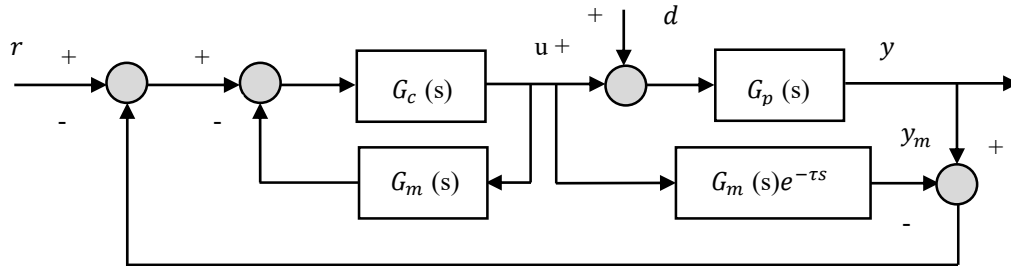 r
+
-
+
-
G_c (s)
G_m (s)
u +
+
d
G_p (s)
G_m (s)e^{-τs}
y
y_m
+
-